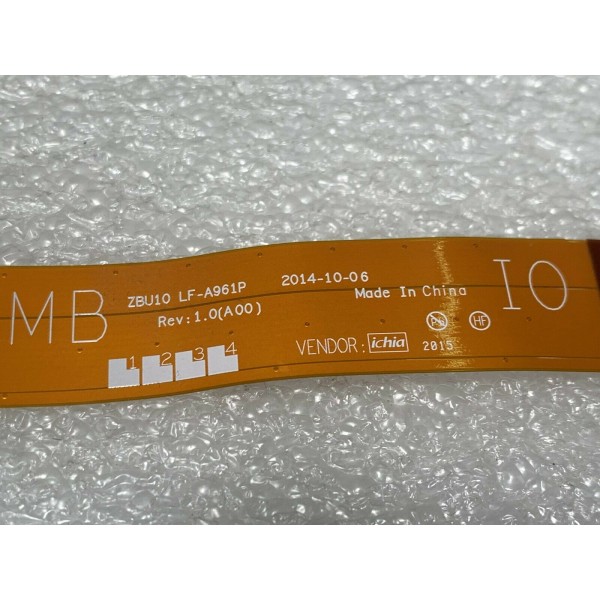 MB
ZBU10 LF-A961P 2014-10-06
Rev:1.0(A00) Made In China
IO
1 2 3 4
VENDOR: ichia 2015
Pb HF